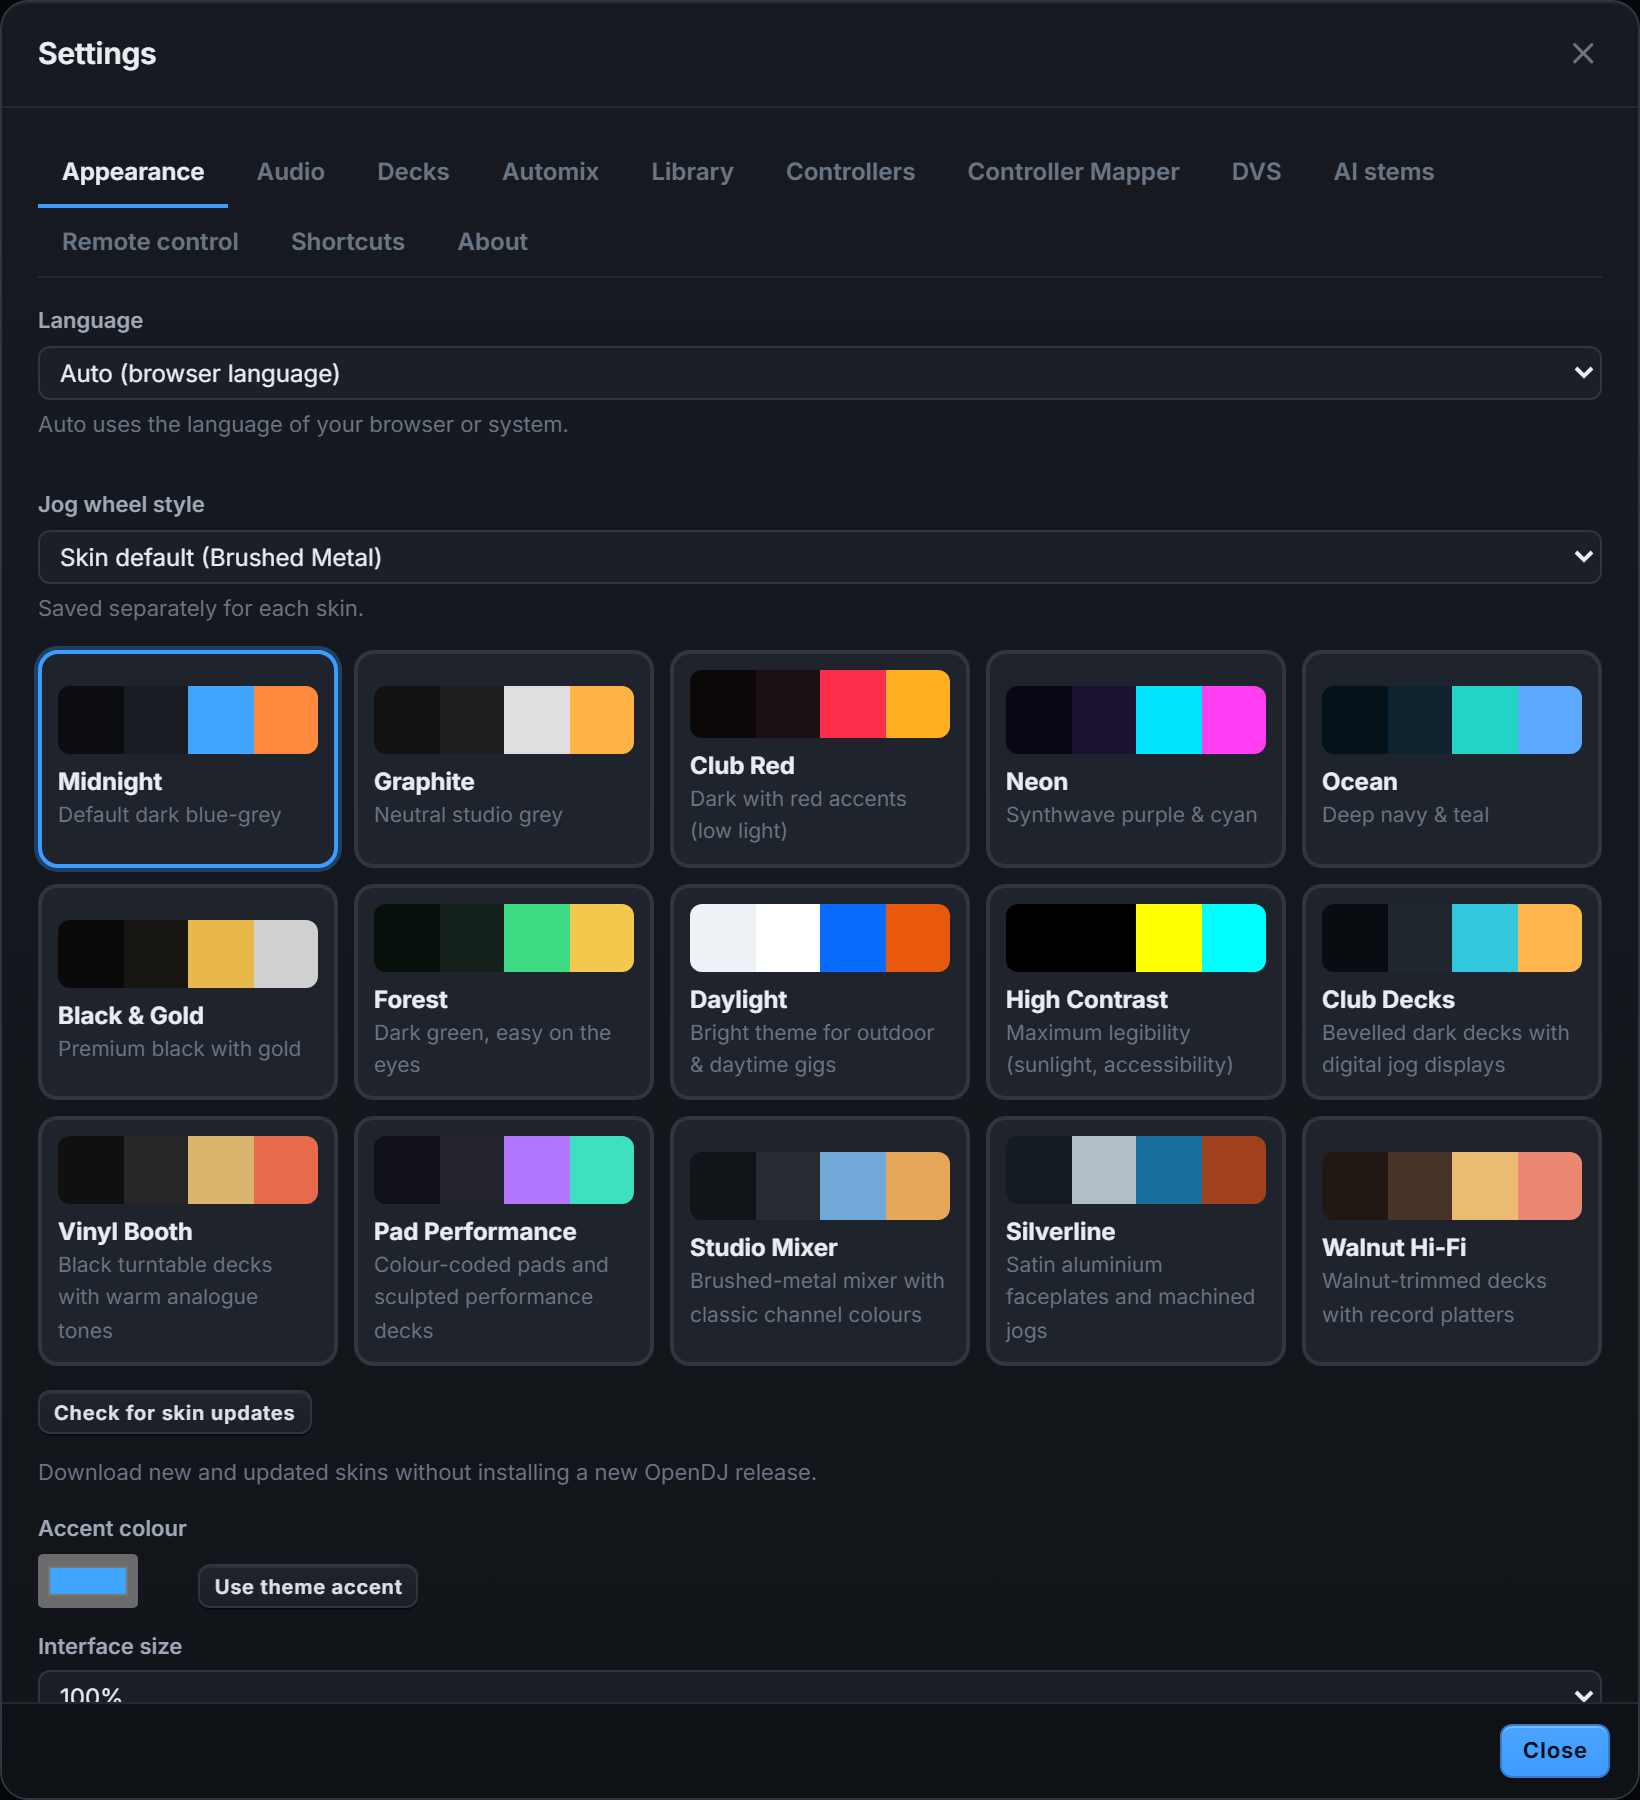 Settings
Appearance Audio Decks Automix Library Controllers Controller Mapper DVS AI stems
Remote control Shortcuts About
Language
Auto (browser language)
Auto uses the language of your browser or system.
Jog wheel style
Skin default (Brushed Metal)
Saved separately for each skin.
Midnight
Default dark blue-grey
Graphite
Neutral studio grey
Club Red
Dark with red accents
(low light)
Neon
Synthwave purple & cyan
Ocean
Deep navy & teal
Black & Gold
Premium black with gold
Forest
Dark green, easy on the
eyes
Daylight
Bright theme for outdoor
& daytime gigs
High Contrast
Maximum legibility
(sunlight, accessibility)
Club Decks
Bevelled dark decks with
digital jog displays
Vinyl Booth
Black turntable decks
with warm analogue
tones
Pad Performance
Colour-coded pads and
sculpted performance
decks
Studio Mixer
Brushed-metal mixer with
classic channel colours
Silverline
Satin aluminium
faceplates and machined
jogs
Walnut Hi-Fi
Walnut-trimmed decks
with record platters
Check for skin updates
Download new and updated skins without installing a new OpenDJ release.
Accent colour
Use theme accent
Interface size
100%
Close